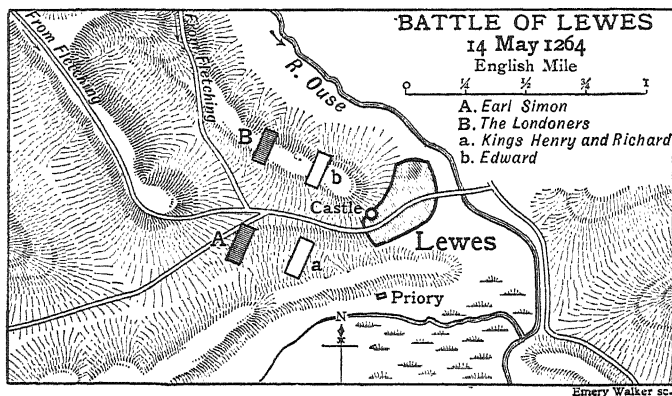 BATTLE OF LEWES
14 May 1264
English Mile
0 ¼ ½ ¾ 1
A. Earl Simon
B. The Londoners
a. Kings Henry and Richard
b. Edward
From Fletching
From Fletching
R. Ouse
B
b
Castle
Lewes
A
a
Priory
N
Emery Walker sc.